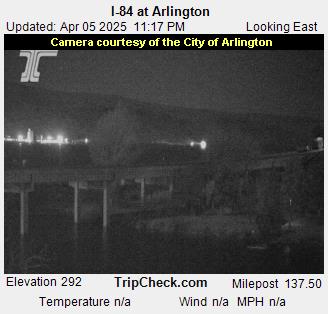 I-84 at Arlington
Updated: Apr 05 2025 11:17 PM Looking East
Camera courtesy of the City of Arlington
Elevation 292 TripCheck.com Milepost 137.50
Temperature n/a Wind n/a MPH n/a